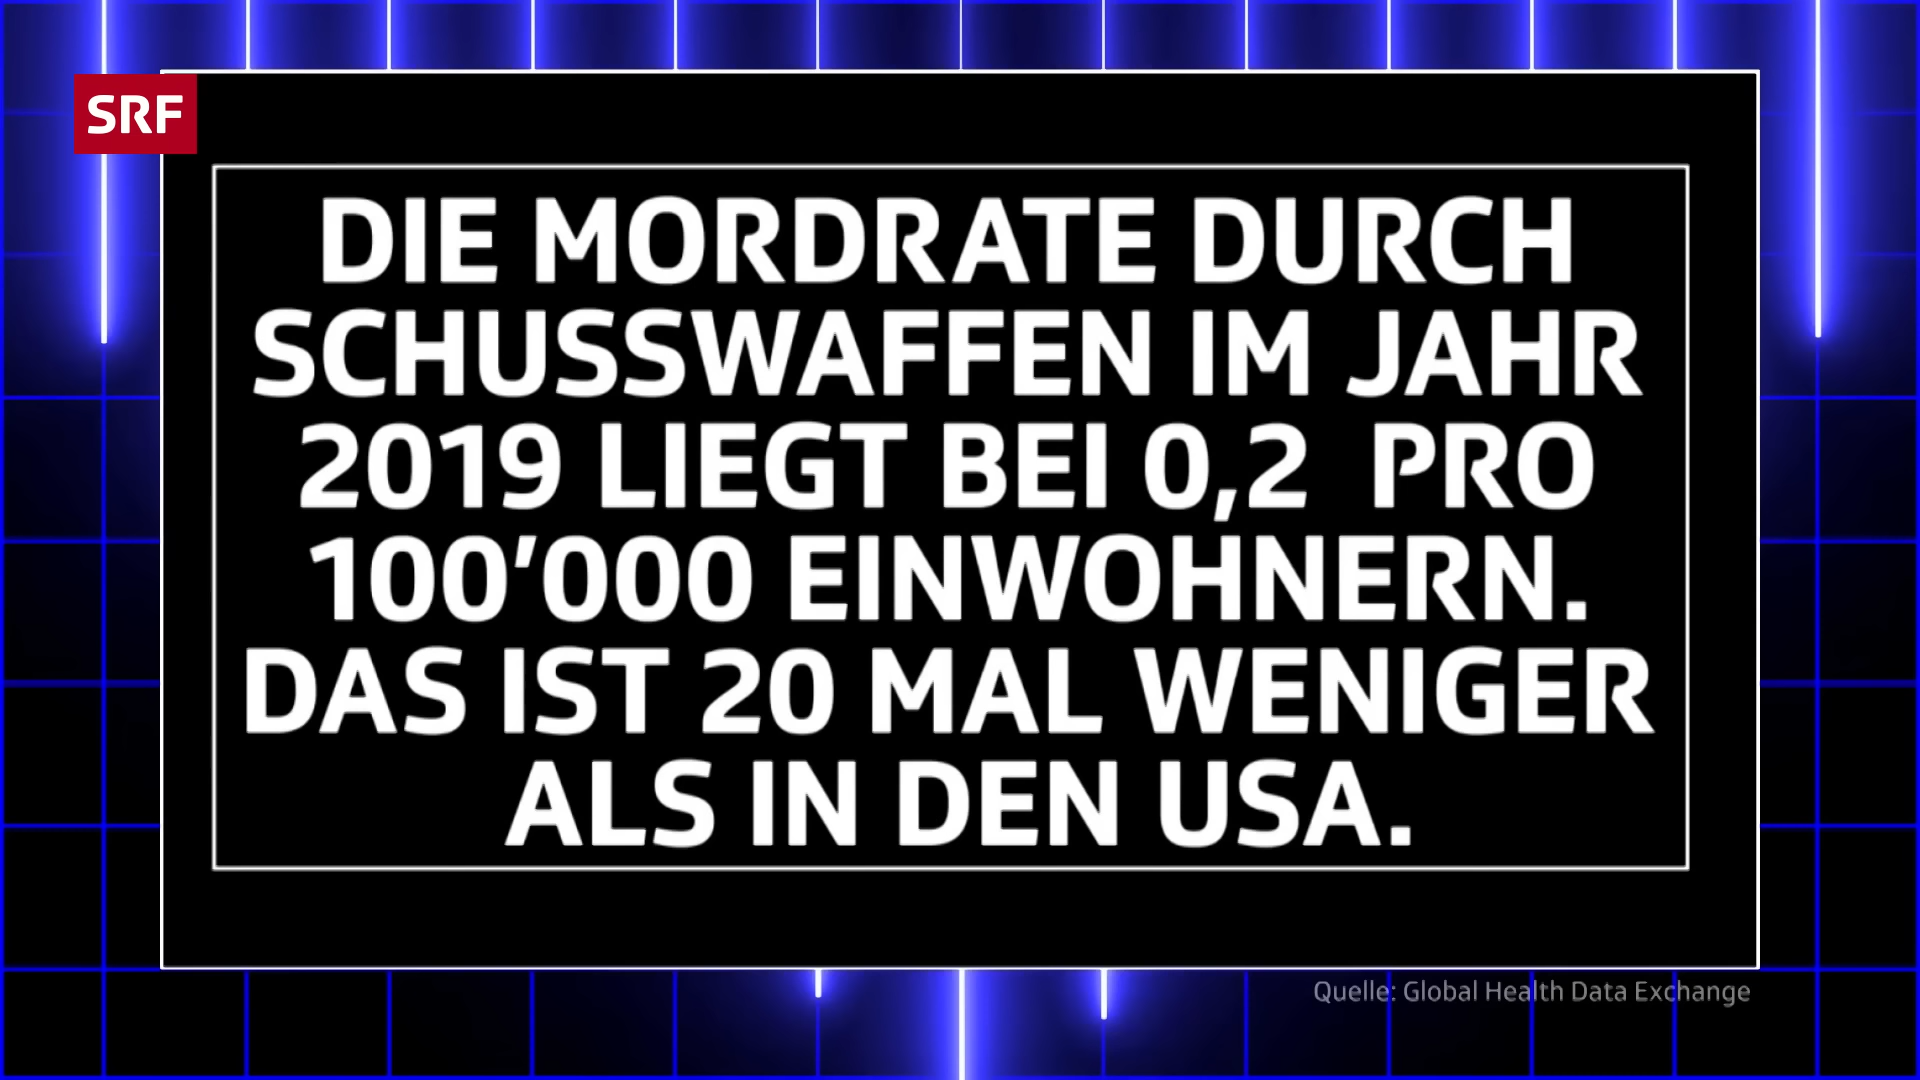 SRF
DIE MORDRATE DURCH
SCHUSSWAFFEN IM JAHR
2019 LIEGT BEI 0,2 PRO
100’000 EINWOHNERN.
DAS IST 20 MAL WENIGER
ALS IN DEN USA.
Quelle: Global Health Data Exchange